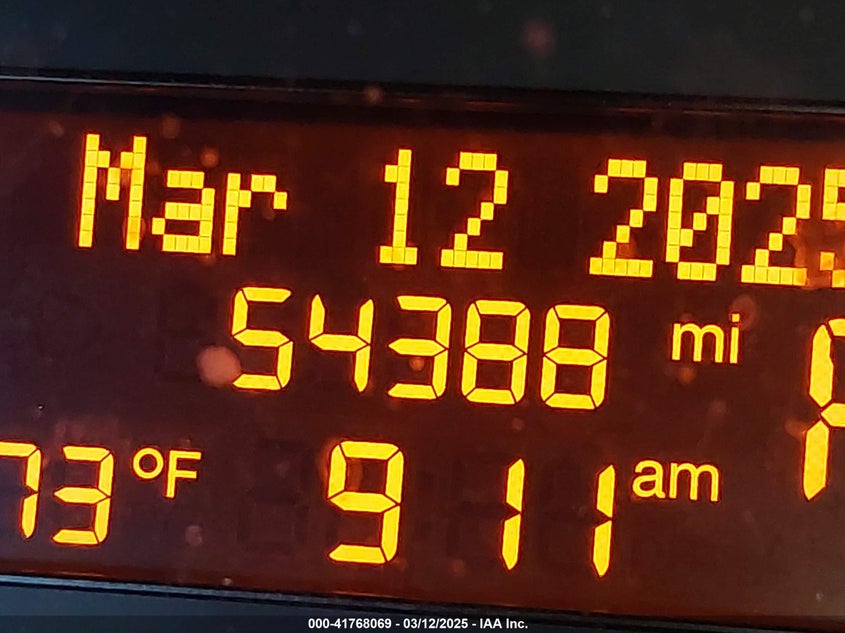 Mar 12 2025
54388 mi P
73 °F 9 11 am
000-41768069 - 03/12/2025 - IAA Inc.